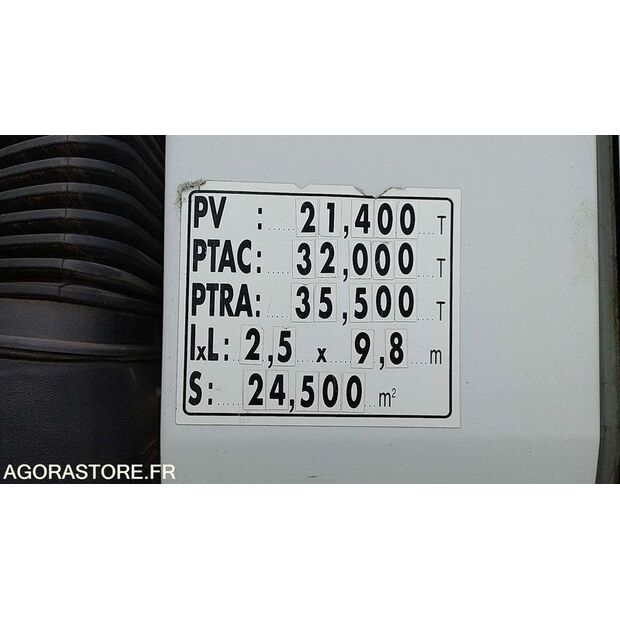 PV : 21,400 T
PTAC: 32,000 T
PTRA: 35,500 T
lxL: 2,5 x 9,8 m
S: 24,500 m²
AGORASTORE.FR